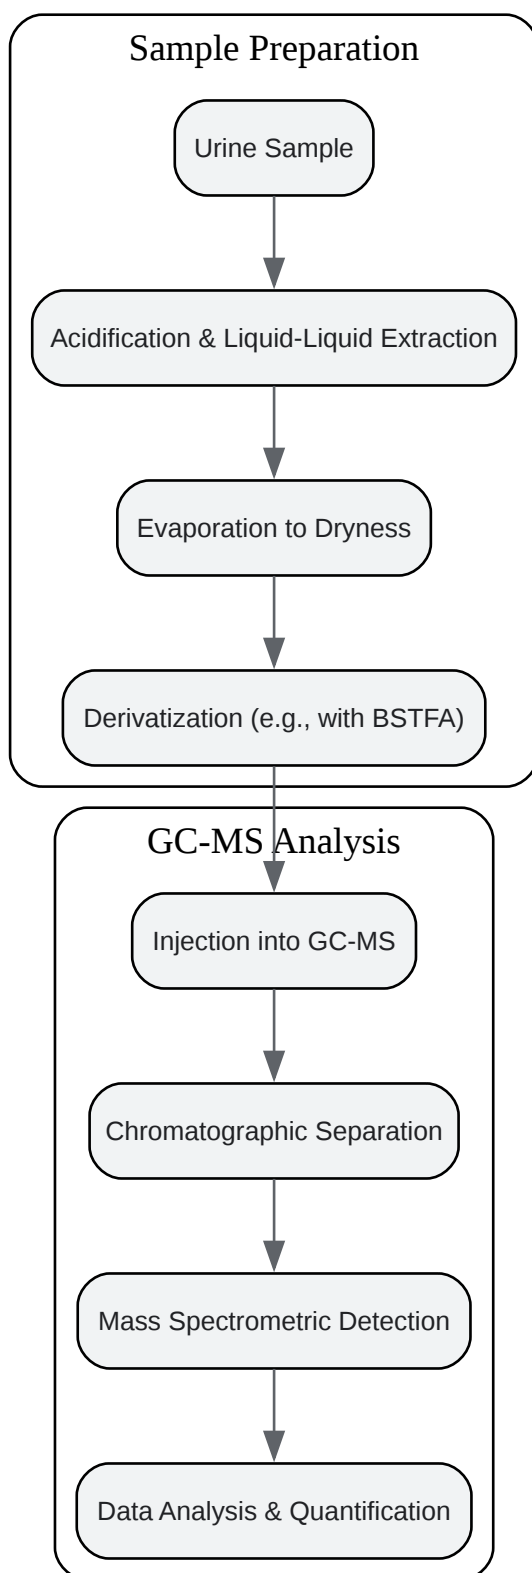 Sample Preparation
Urine Sample
Acidification & Liquid-Liquid Extraction
Evaporation to Dryness
Derivatization (e.g., with BSTFA)
GC-MS Analysis
Injection into GC-MS
Chromatographic Separation
Mass Spectrometric Detection
Data Analysis & Quantification